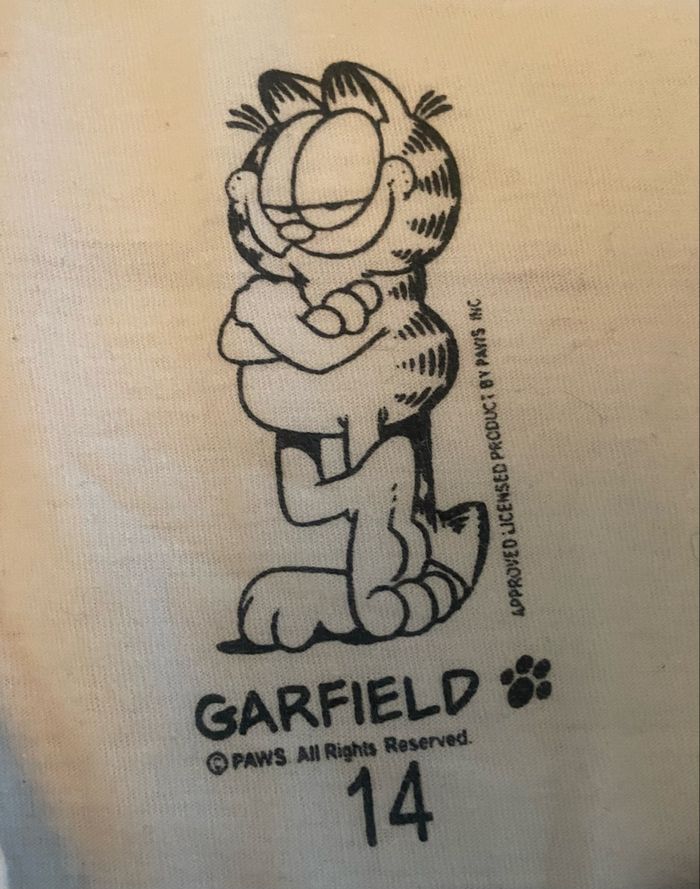 APPROVED LICENSED PRODUCT BY PAWS INC
GARFIELD
© PAWS. All Rights Reserved.
14